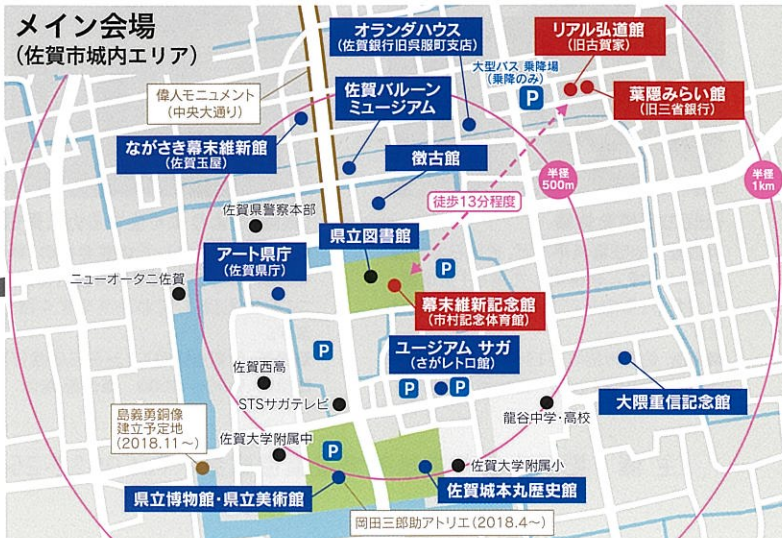 メイン会場
(佐賀市城内エリア)
オランダハウス
(佐賀銀行旧呉服町支店)
リアル弘道館
(旧古賀家)
大型バス 乗降場
(乗降のみ)
P
葉隠みらい館
(旧三省銀行)
偉人モニュメント
(中央大通り)
佐賀バルーン
ミュージアム
ながさき幕末維新館
(佐賀玉屋)
徴古館
半径
500m
半径
1km
徒歩13分程度
佐賀県警察本部
県立図書館
アート県庁
(佐賀県庁)
P
ニューオータニ佐賀
幕末維新記念館
(市村記念体育館)
P
ユージアム サガ
(さがレトロ館)
佐賀西高
P
P
大隈重信記念館
STSサガテレビ
龍谷中学・高校
島義勇銅像
建立予定地
(2018.11~)
佐賀大学附属中
P
佐賀大学附属小
県立博物館・県立美術館
佐賀城本丸歴史館
岡田三郎助アトリエ(2018.4~)